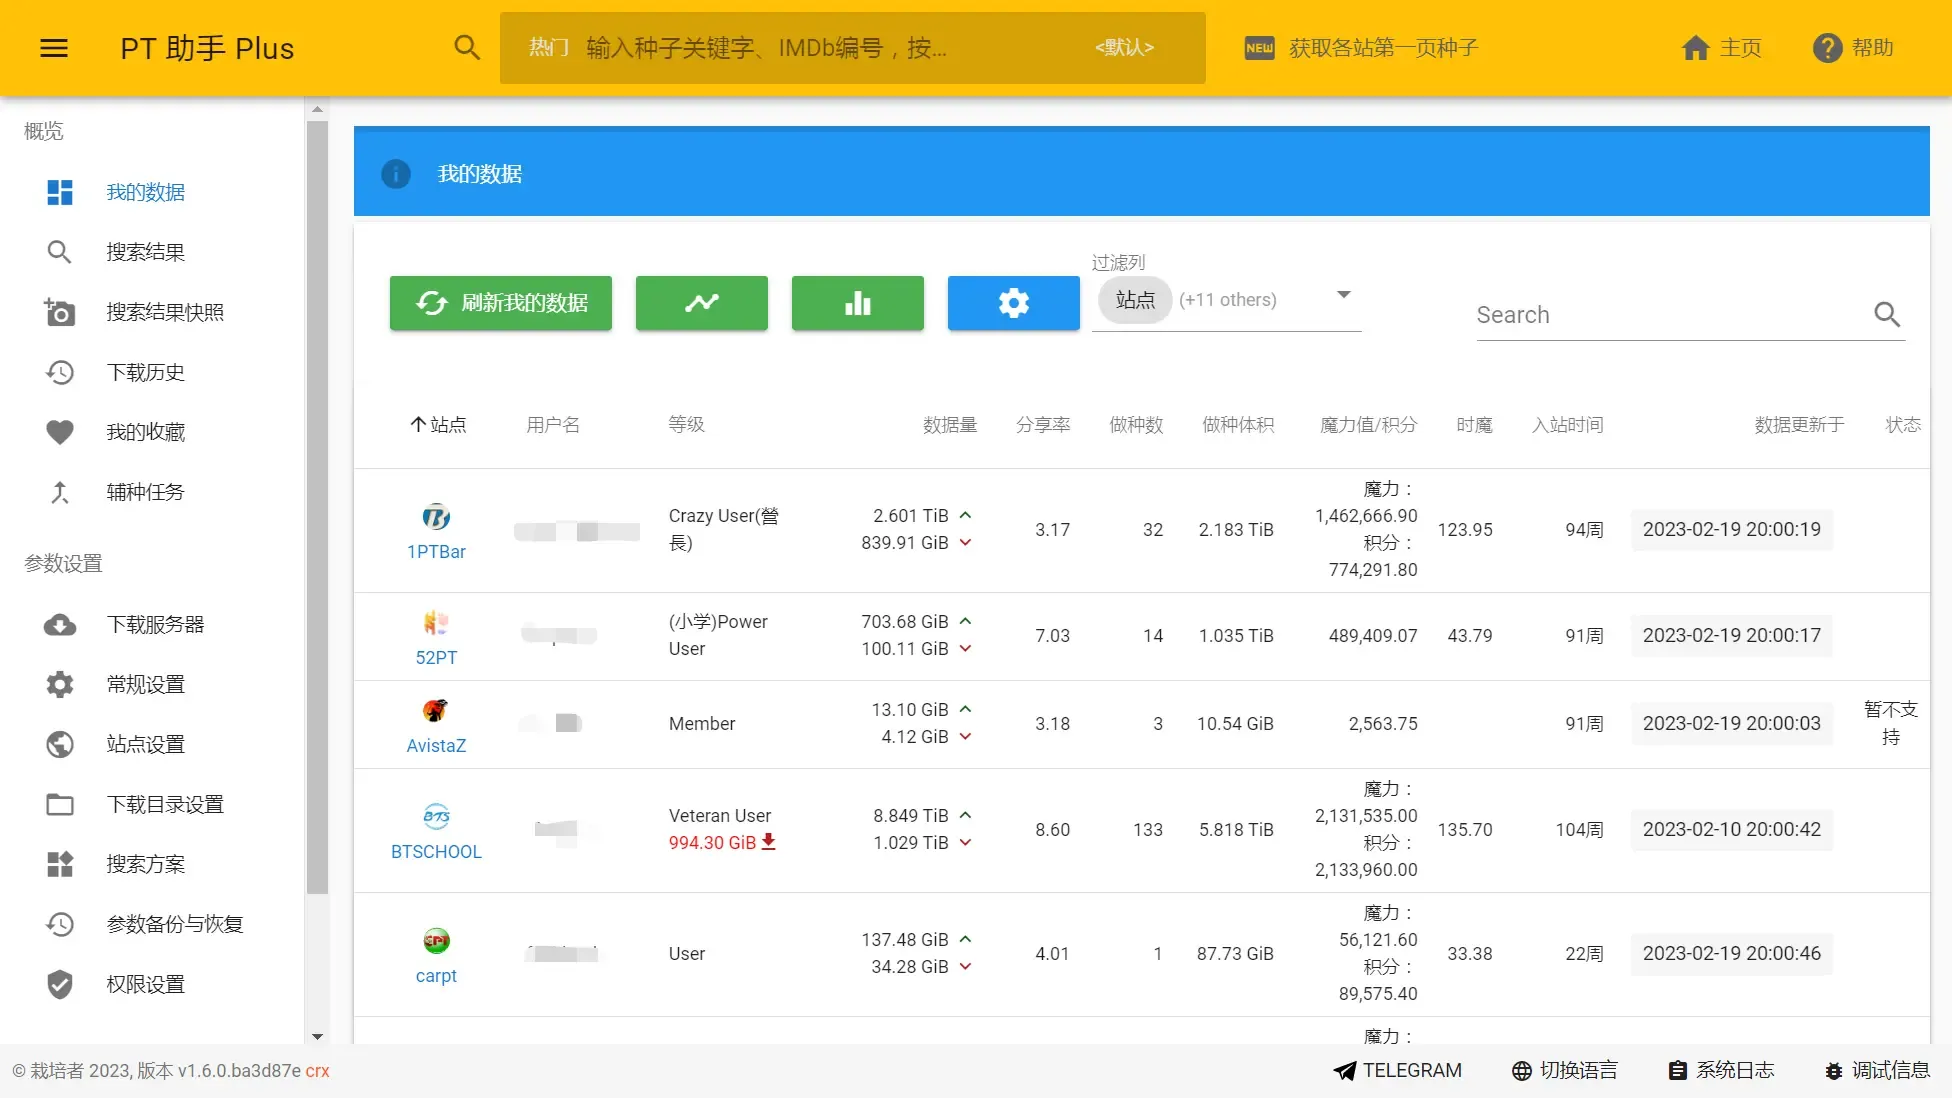 PT 助手 Plus
热门 输入种子关键字、IMDb编号，按... <默认>
NEW 获取各站第一页种子
主页
帮助
概览
我的数据
搜索结果
搜索结果快照
下载历史
我的收藏
辅种任务
参数设置
下载服务器
常规设置
站点设置
下载目录设置
搜索方案
参数备份与恢复
权限设置
我的数据
刷新我的数据
过滤列
站点 (+11 others)
Search
站点 用户名 等级 数据量 分享率 做种数 做种体积 魔力值/积分 时魔 入站时间 数据更新于 状态
1PTBar
Crazy User(營
長)
2.601 TiB
839.91 GiB
3.17
32
2.183 TiB
魔力：
1,462,666.90
积分：
774,291.80
123.95
94周
2023-02-19 20:00:19
52PT
(小学)Power
User
703.68 GiB
100.11 GiB
7.03
14
1.035 TiB
489,409.07
43.79
91周
2023-02-19 20:00:17
AvistaZ
Member
13.10 GiB
4.12 GiB
3.18
3
10.54 GiB
2,563.75
91周
2023-02-19 20:00:03
暂不支
持
BTS
BTSCHOOL
Veteran User
994.30 GiB
8.849 TiB
1.029 TiB
8.60
133
5.818 TiB
魔力：
2,131,535.00
积分：
2,133,960.00
135.70
104周
2023-02-10 20:00:42
CPT
carpt
User
137.48 GiB
34.28 GiB
4.01
1
87.73 GiB
魔力：
56,121.60
积分：
89,575.40
33.38
22周
2023-02-19 20:00:46
魔力：
© 栽培者 2023, 版本 v1.6.0.ba3d87e crx
TELEGRAM
切换语言
系统日志
调试信息